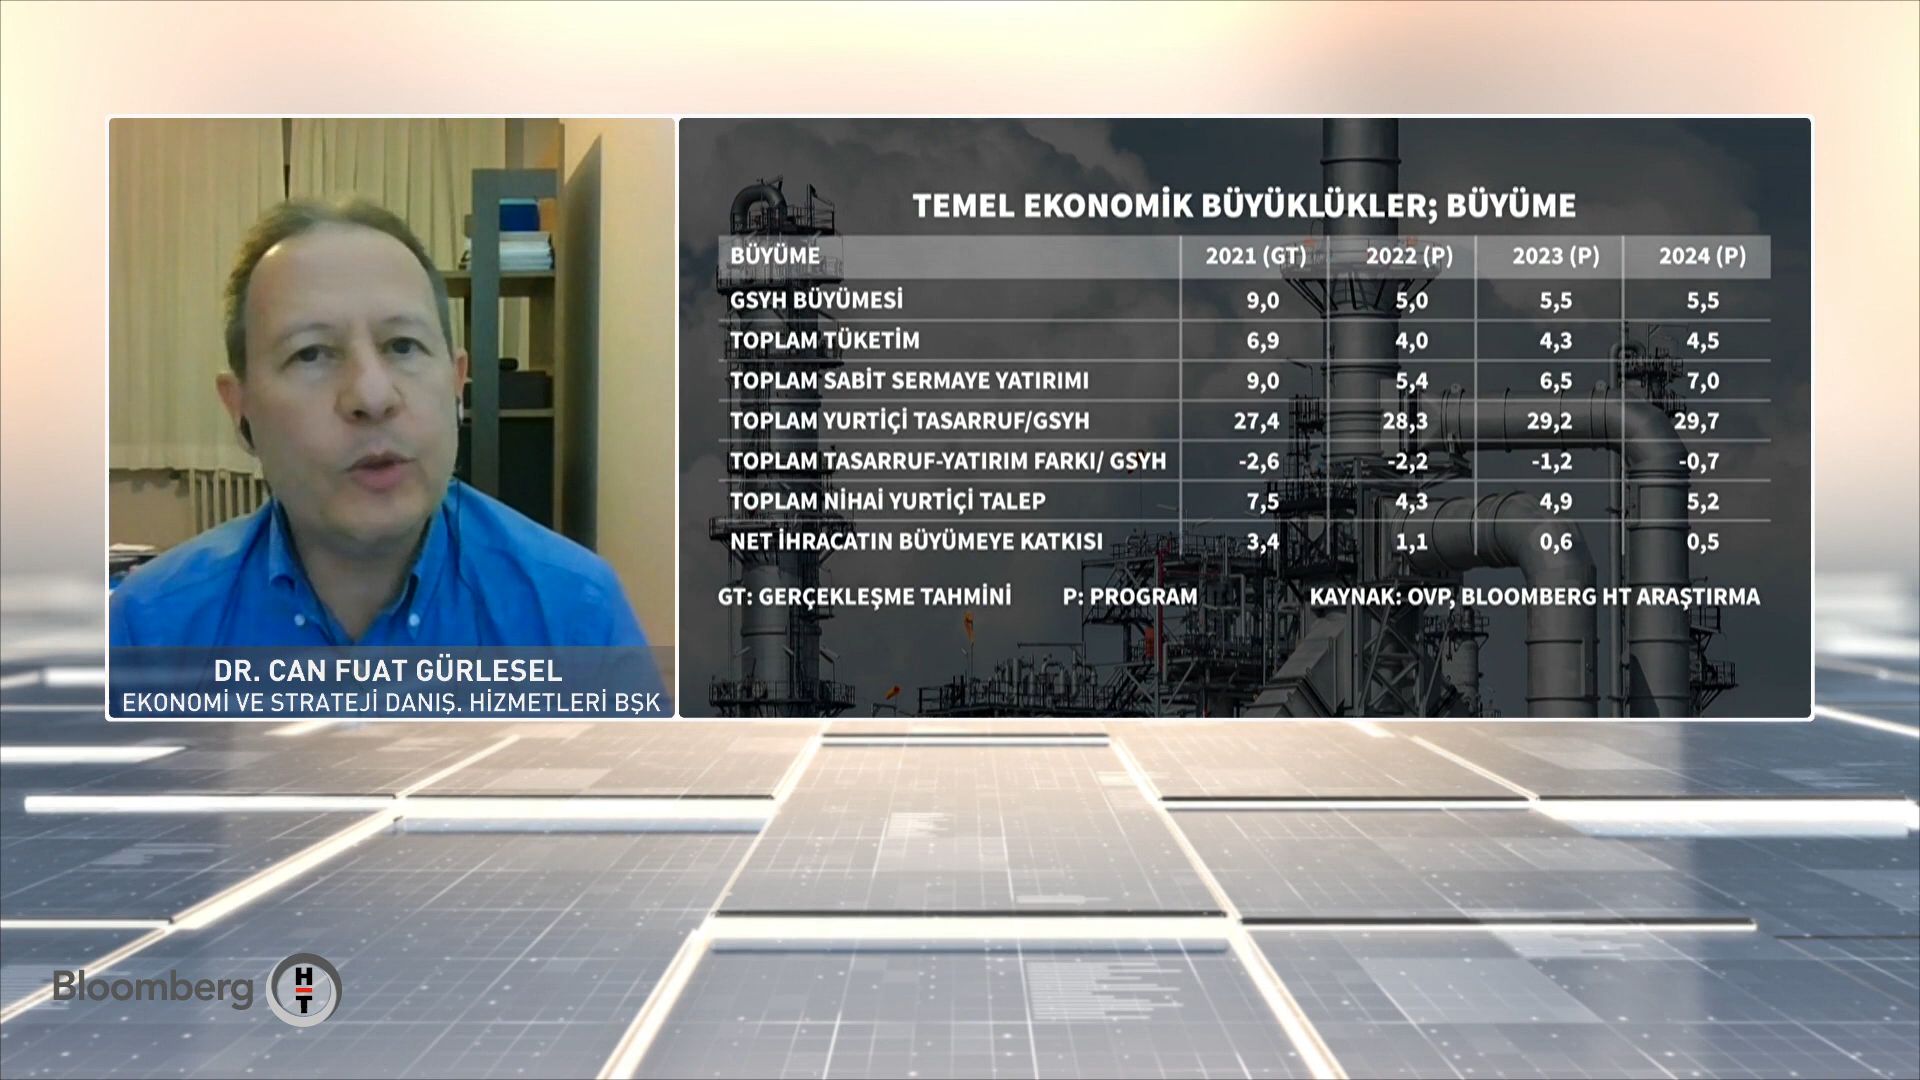 TEMEL EKONOMİK BÜYÜKLÜKLER; BÜYÜME
BÜYÜME 2021 (GT) 2022 (P) 2023 (P) 2024 (P)
GSYH BÜYÜMESİ 9,0 5,0 5,5 5,5
TOPLAM TÜKETİM 6,9 4,0 4,3 4,5
TOPLAM SABİT SERMAYE YATIRIMI 9,0 5,4 6,5 7,0
TOPLAM YURTİÇİ TASARRUF/GSYH 27,4 28,3 29,2 29,7
TOPLAM TASARRUF-YATIRIM FARKI/ GSYH -2,6 -2,2 -1,2 -0,7
TOPLAM NİHAİ YURTİÇİ TALEP 7,5 4,3 4,9 5,2
NET İHRACATIN BÜYÜMEYE KATKISI 3,4 1,1 0,6 0,5
GT: GERÇEKLEŞME TAHMİNİ P: PROGRAM KAYNAK: OVP, BLOOMBERG HT ARAŞTIRMA
DR. CAN FUAT GÜRLESEL
EKONOMİ VE STRATEJİ DANIŞ. HİZMETLERİ BŞK
Bloomberg HT